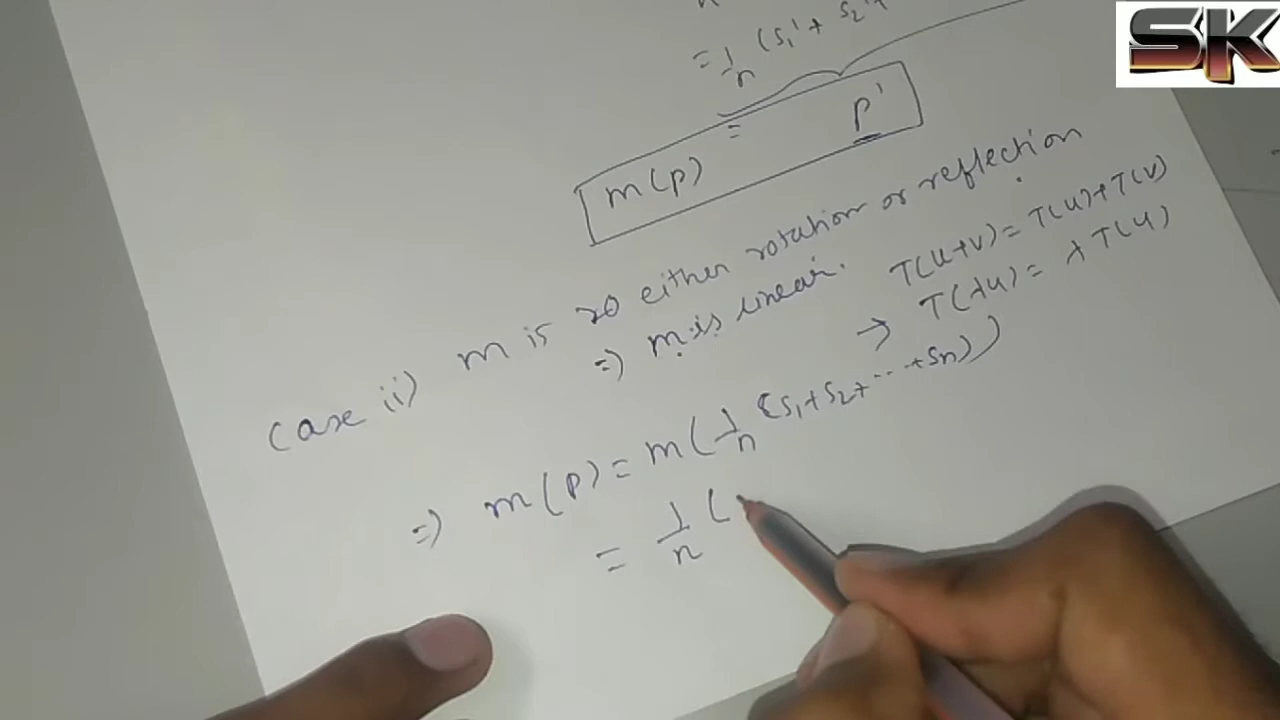 SK
= 1/n (s₁' + s₂' +
m(p) = p'
Case ii) m is either rotation or reflection
=) m is linear.
T(u+v) = T(u)+T(v)
→ T(λu) = λ T(u)
=) m(p) = m(1/n (s₁+s₂+...+sₙ))
= 1/n (